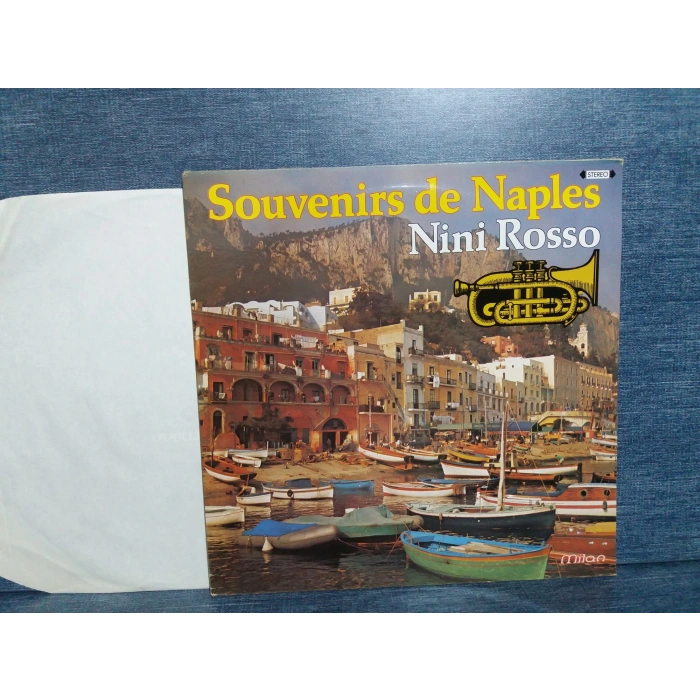 STEREO
Souvenirs de Naples
Nini Rosso
milan